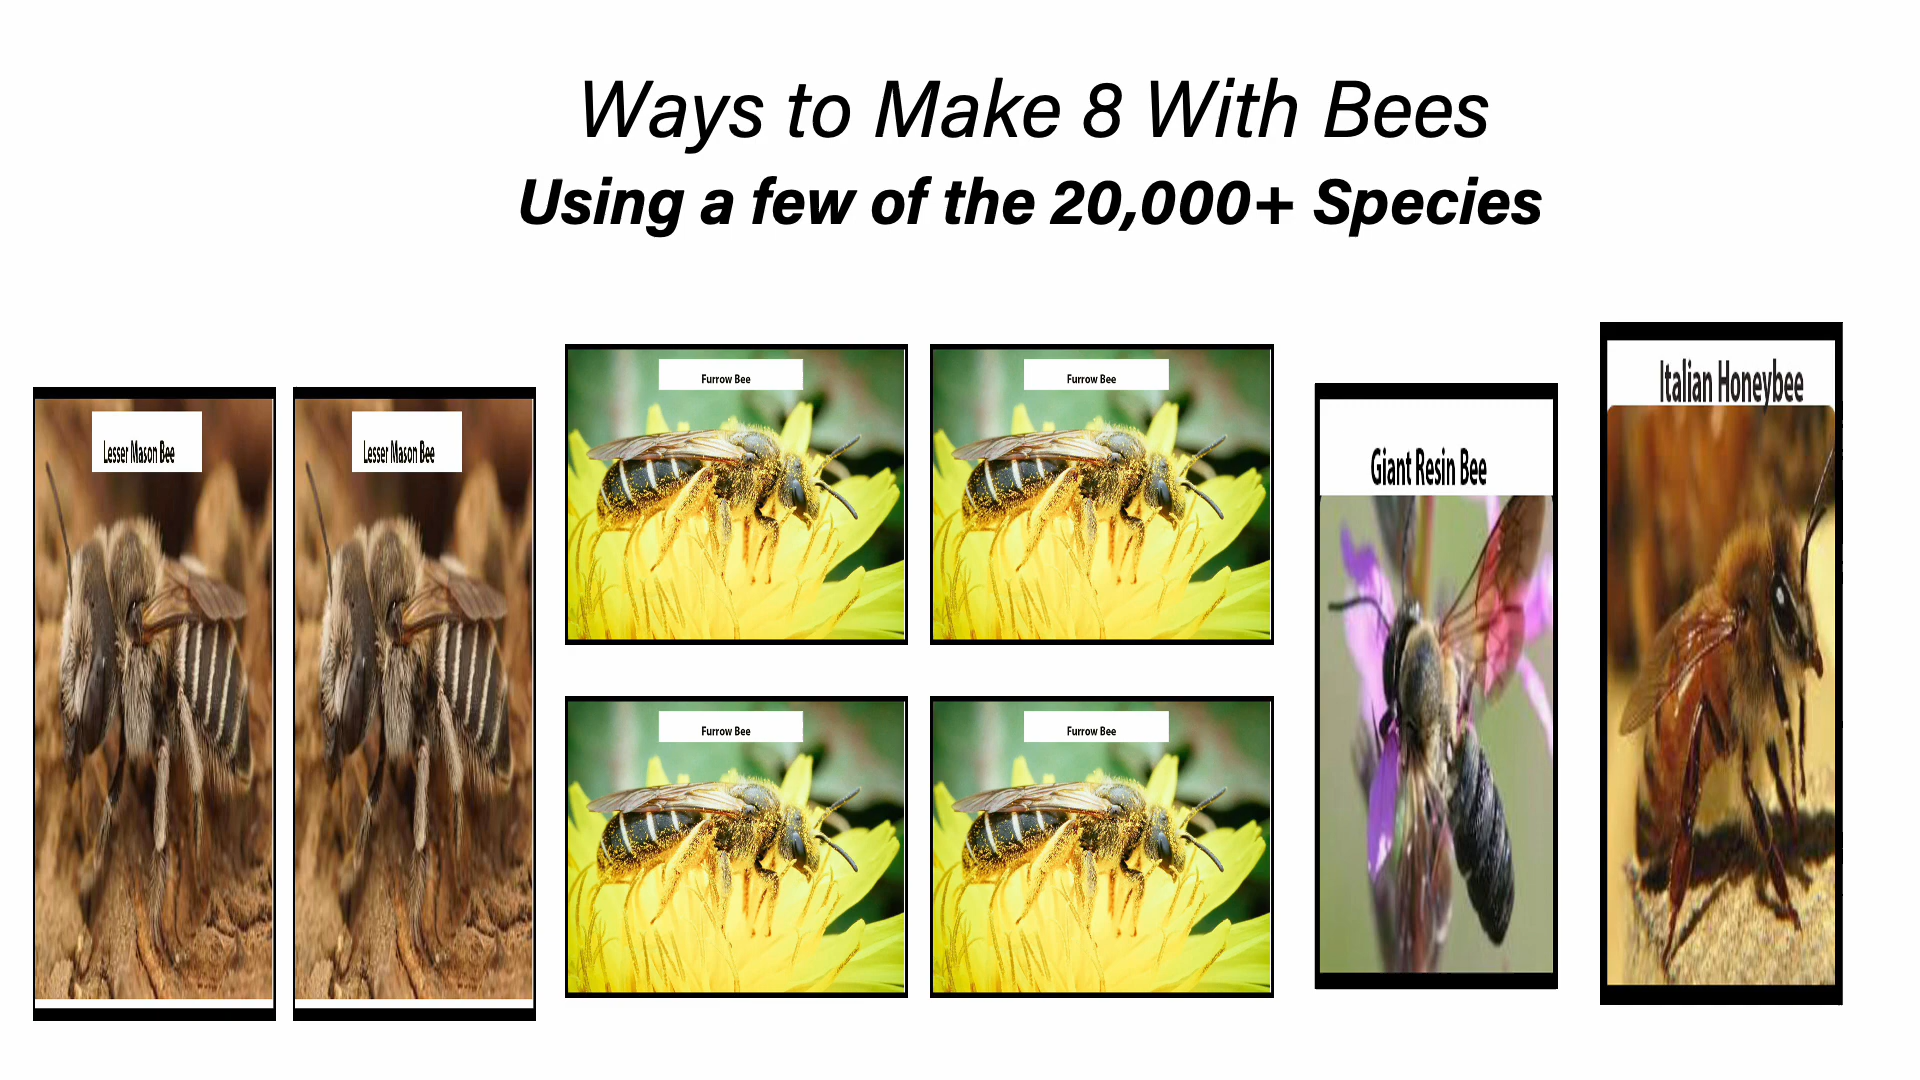 Ways to Make 8 With Bees
Using a few of the 20,000+ Species
Lesser Mason Bee
Lesser Mason Bee
Furrow Bee
Furrow Bee
Furrow Bee
Furrow Bee
Giant Resin Bee
Italian Honeybee